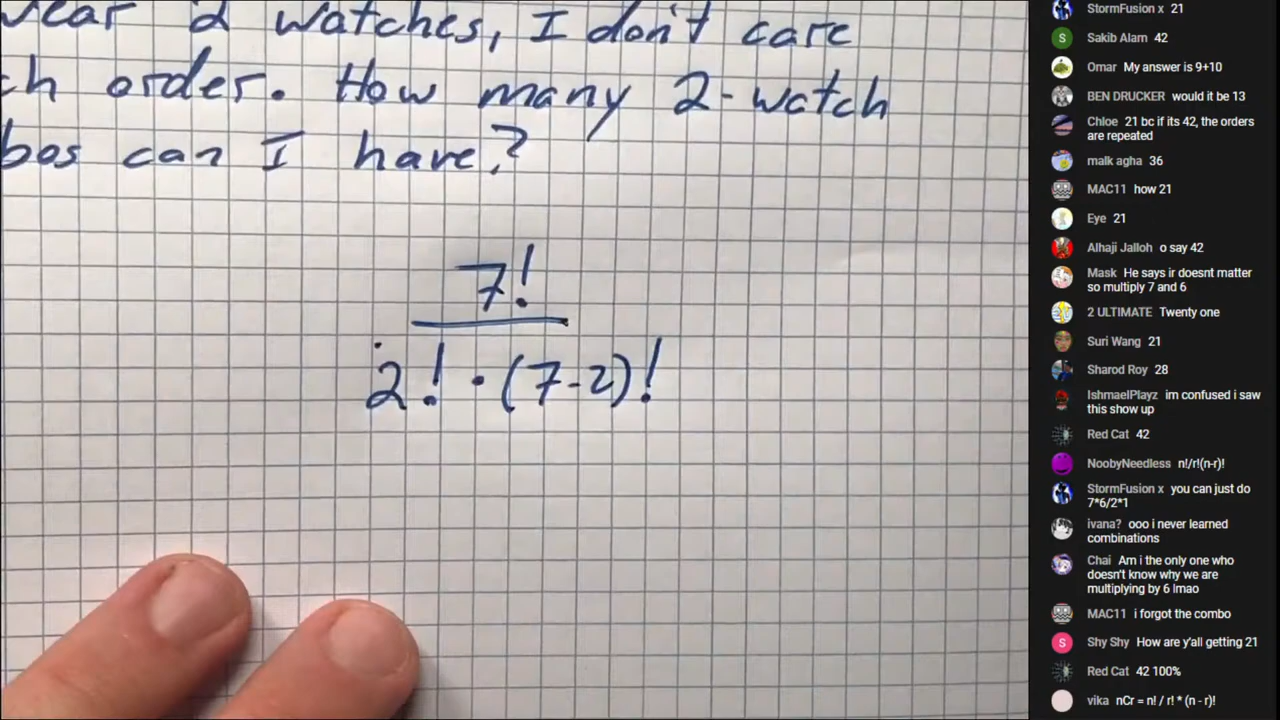 wear 2 watches, I don't care
ch order. How many 2-watch
bos can I have?
7!
2! · (7-2)!
StormFusion x 21
Sakib Alam 42
Omar My answer is 9+10
BEN DRUCKER would it be 13
Chloe 21 bc if its 42, the orders
are repeated
malk agha 36
MAC11 how 21
Eye 21
Alhaji Jalloh o say 42
Mask He says ir doesnt matter
so multiply 7 and 6
2 ULTIMATE Twenty one
Suri Wang 21
Sharod Roy 28
IshmaelPlayz im confused i saw
this show up
Red Cat 42
NoobyNeedless n!/r!(n-r)!
StormFusion x you can just do
7*6/2*1
ivana? ooo i never learned
combinations
Chai Am i the only one who
doesn't know why we are
multiplying by 6 lmao
MAC11 i forgot the combo
S Shy Shy How are y'all getting 21
Red Cat 42 100%
vika nCr = n! / r! * (n - r)!